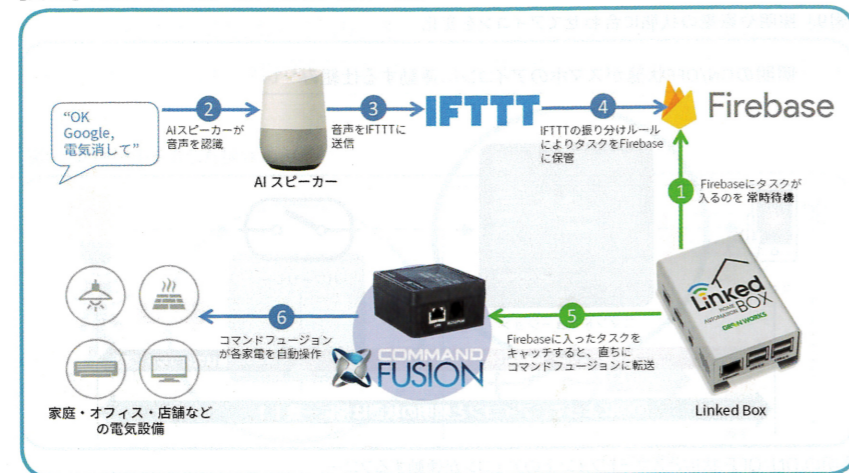 “OK
Google,
電気消して”
2
AIスピーカーが
音声を認識
AI スピーカー
3
音声をIFTTTに
送信
IFTTT
4
IFTTTの振り分けルール
によりタスクをFirebase
に保管
Firebase
1
Firebaseにタスクが
入るのを 常時待機
Linked
HOME
AUTOMATION BOX
Linked Box
5
Firebaseに入ったタスクを
キャッチすると、直ちに
コマンドフュージョンに転送
COMMAND
FUSION
6
コマンドフュージョン
が各家電を自動操作
家庭・オフィス・店舗など
の電気設備